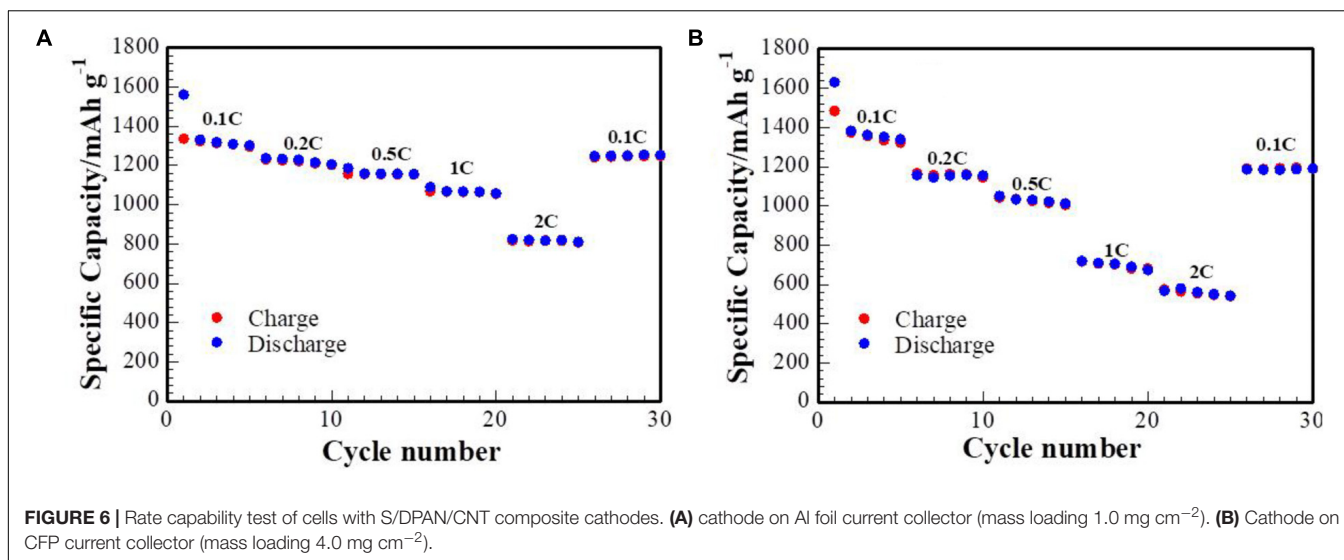 A
Specific Capacity/mAh g⁻¹
1800
1600
1400
1200
1000
800
600
400
200
0
0.1C
0.2C
0.5C
1C
2C
0.1C
Charge
Discharge
0 10 20 30
Cycle number
B
Specific Capacity/mAh g⁻¹
1800
1600
1400
1200
1000
800
600
400
200
0
0.1C
0.2C
0.5C
1C
2C
0.1C
Charge
Discharge
0 10 20 30
Cycle number
FIGURE 6 | Rate capability test of cells with S/DPAN/CNT composite cathodes. (A) cathode on Al foil current collector (mass loading 1.0 mg cm⁻²). (B) Cathode on
CFP current collector (mass loading 4.0 mg cm⁻²).